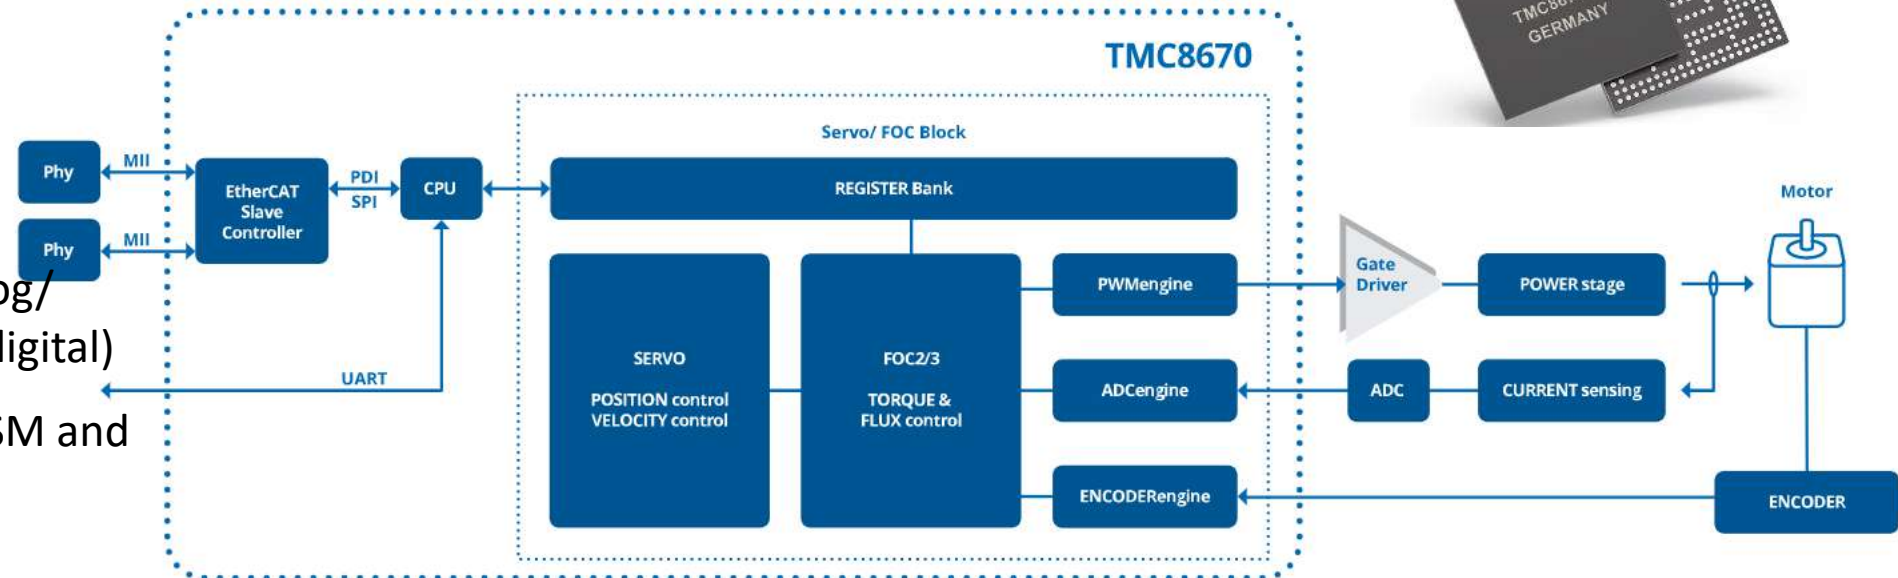 TMC8670
GERMANY
TMC8670
Servo/ FOC Block
Phy
MII
EtherCAT
Slave
Controller
PDI
SPI
CPU
REGISTER Bank
Phy
MII
digital)
UART
SM and
SERVO
POSITION control
VELOCITY control
FOC2/3
TORQUE &
FLUX control
PWMengine
ADCengine
ENCODERengine
Gate
Driver
POWER stage
Motor
ADC
CURRENT sensing
ENCODER